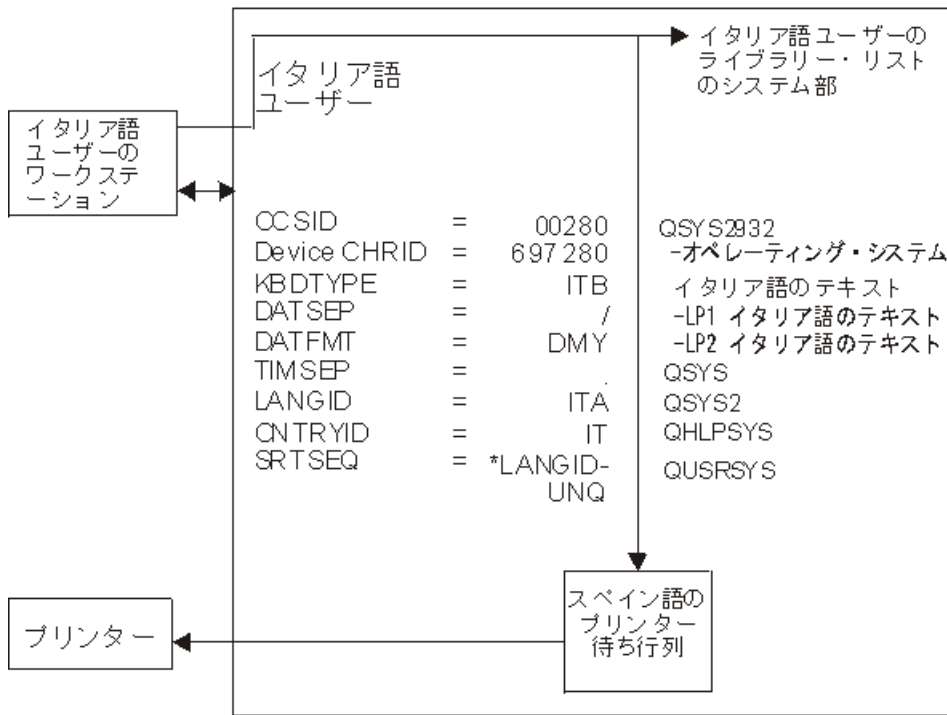 イタリア語ユーザーの
ライブラリー・リスト
のシステム部
イタリア語
ユーザー
イタリア語
ユーザーの
ワークステ
ーション
CCSID = 00280
Device CHRID = 697 280
KBDTYPE = ITB
DATSEP = /
DATFMT = DMY
TIMSEP = .
LANGID = ITA
CNTRYID = IT
SRTSEQ = *LANGID-
UNQ
QSYS2932
-オペレーティング・システム
イタリア語のテキスト
-LP1 イタリア語のテキスト
-LP2 イタリア語のテキスト
QSYS
QSYS2
QHLPSYS
QUSRSYS
スペイン語の
プリンター
待ち行列
プリンター